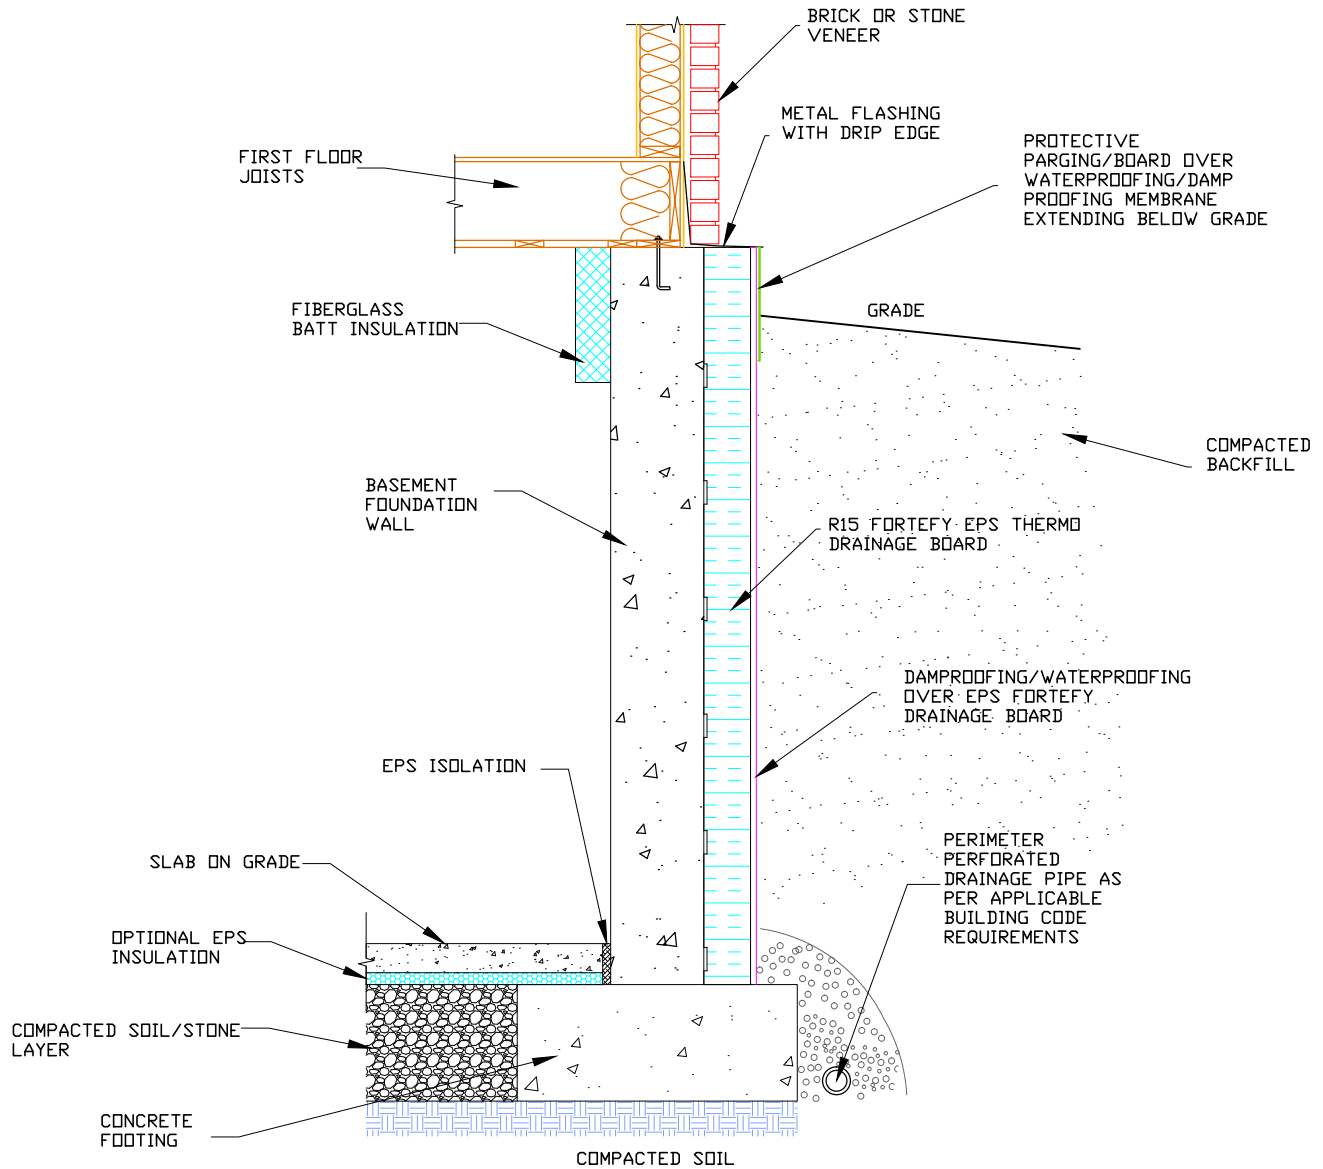 BRICK OR STONE
VENEER
METAL FLASHING
WITH DRIP EDGE
PROTECTIVE
PARGING/BOARD OVER
WATERPROOFING/DAMP
PROOFING MEMBRANE
EXTENDING BELOW GRADE
FIRST FLOOR
JOISTS
FIBERGLASS
BATT INSULATION
GRADE
COMPACTED
BACKFILL
BASEMENT
FOUNDATION
WALL
R15 FORTEFY EPS THERMO
DRAINAGE BOARD
DAMPROOFING/WATERPROOFING
OVER EPS FORTEFY
DRAINAGE BOARD
EPS ISOLATION
SLAB ON GRADE
PERIMETER
PERFORATED
DRAINAGE PIPE AS
PER APPLICABLE
BUILDING CODE
REQUIREMENTS
OPTIONAL EPS
INSULATION
COMPACTED SOIL/STONE
LAYER
CONCRETE
FOOTING
COMPACTED SOIL